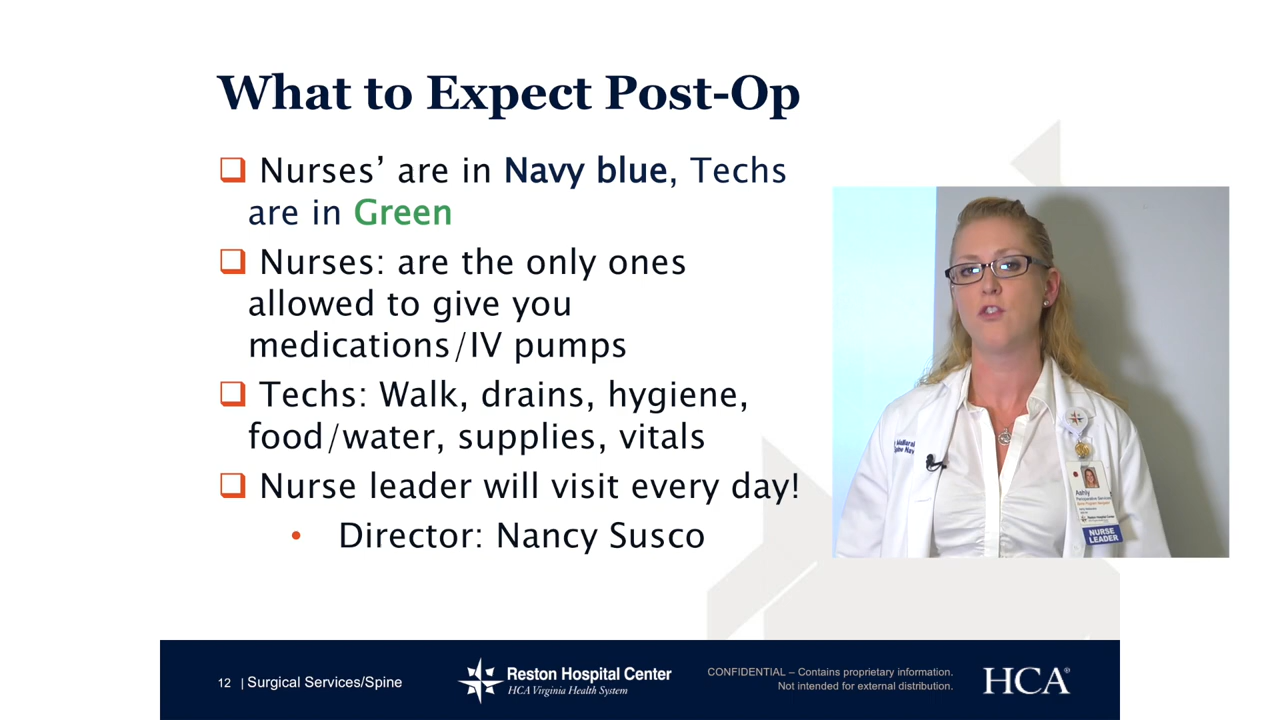 What to Expect Post-Op
❑ Nurses’ are in Navy blue, Techs
are in Green
❑ Nurses: are the only ones
allowed to give you
medications/IV pumps
❑ Techs: Walk, drains, hygiene,
food/water, supplies, vitals
❑ Nurse leader will visit every day!
• Director: Nancy Susco
Ashly
Reston Hospital Center
NURSE
LEADER
12 | Surgical Services/Spine
Reston Hospital Center
HCA Virginia Health System
CONFIDENTIAL – Contains proprietary information.
Not intended for external distribution.
HCA®